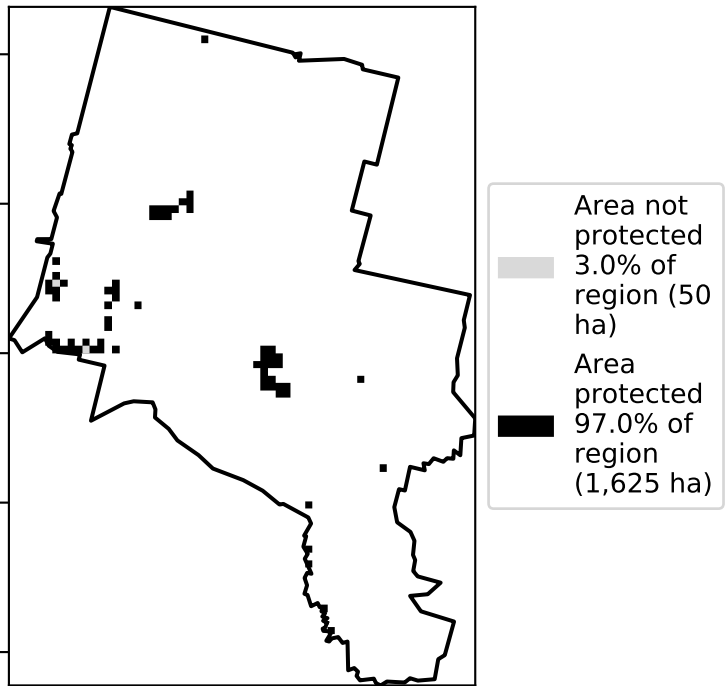 Area not
protected
3.0% of
region (50
ha)
Area
protected
97.0% of
region
(1,625 ha)